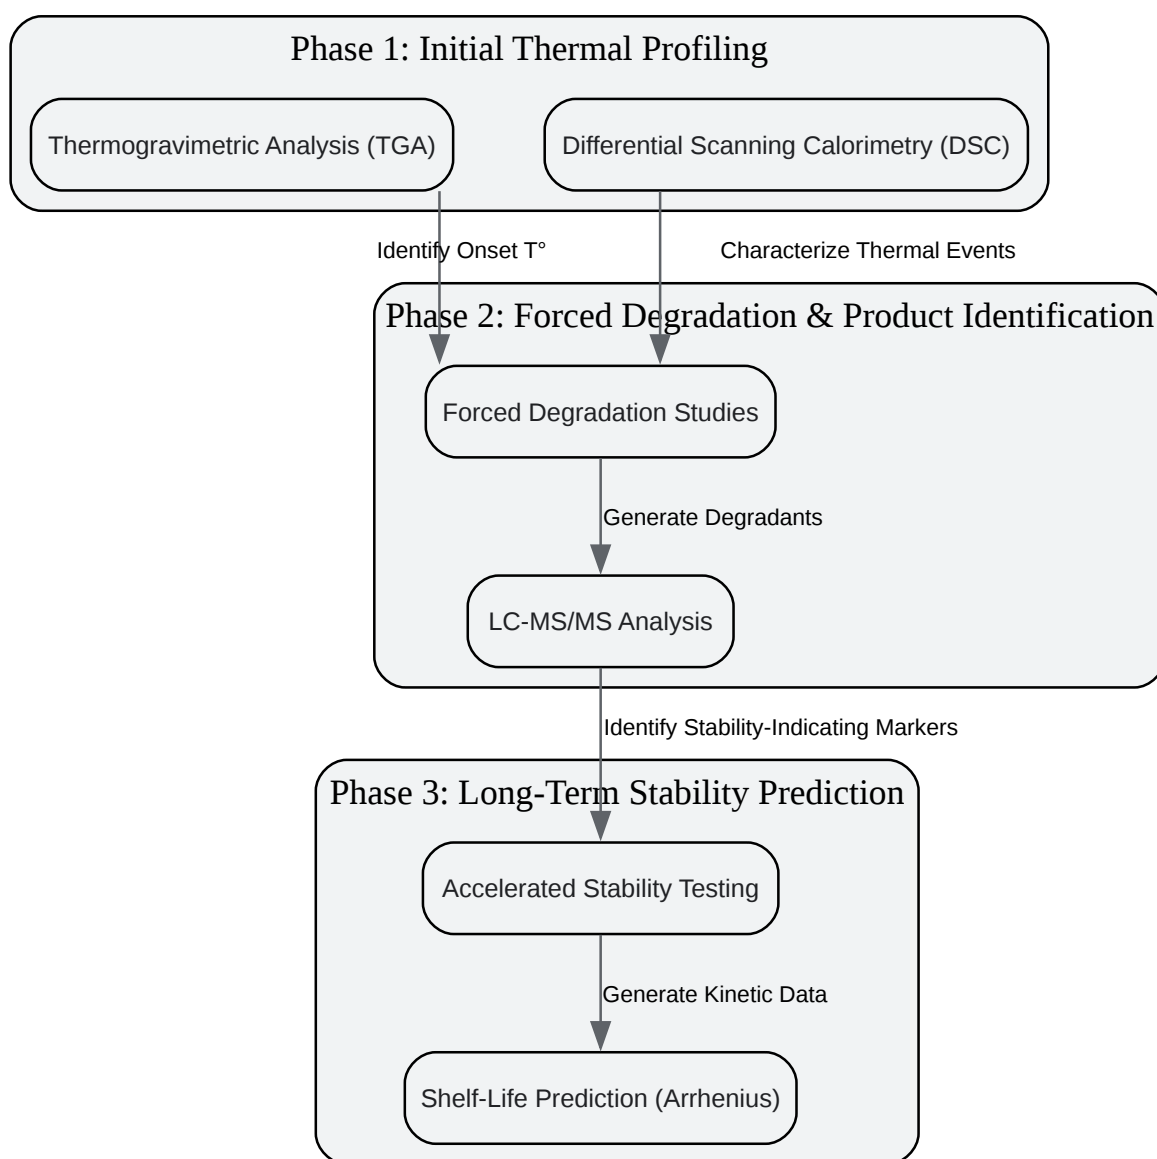 Phase 1: Initial Thermal Profiling
Thermogravimetric Analysis (TGA)
Differential Scanning Calorimetry (DSC)
Identify Onset T°
Characterize Thermal Events
Phase 2: Forced Degradation & Product Identification
Forced Degradation Studies
Generate Degradants
LC-MS/MS Analysis
Identify Stability-Indicating Markers
Phase 3: Long-Term Stability Prediction
Accelerated Stability Testing
Generate Kinetic Data
Shelf-Life Prediction (Arrhenius)